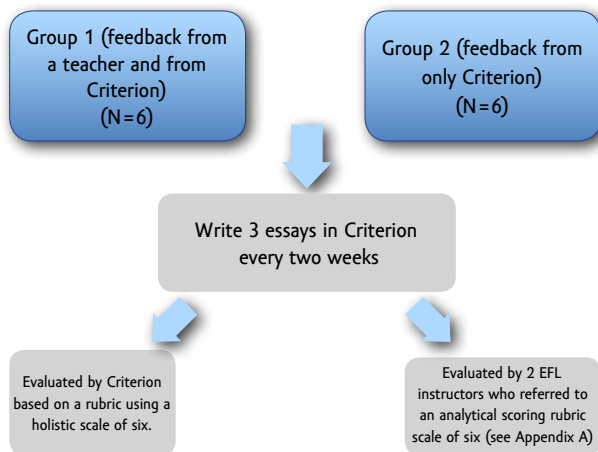 Group 1 (feedback from
a teacher and from
Criterion)
(N=6)
Group 2 (feedback from
only Criterion)
(N=6)
Write 3 essays in Criterion
every two weeks
Evaluated by Criterion
based on a rubric using a
holistic scale of six.
Evaluated by 2 EFL
instructors who referred to
an analytical scoring rubric
scale of six (see Appendix A)